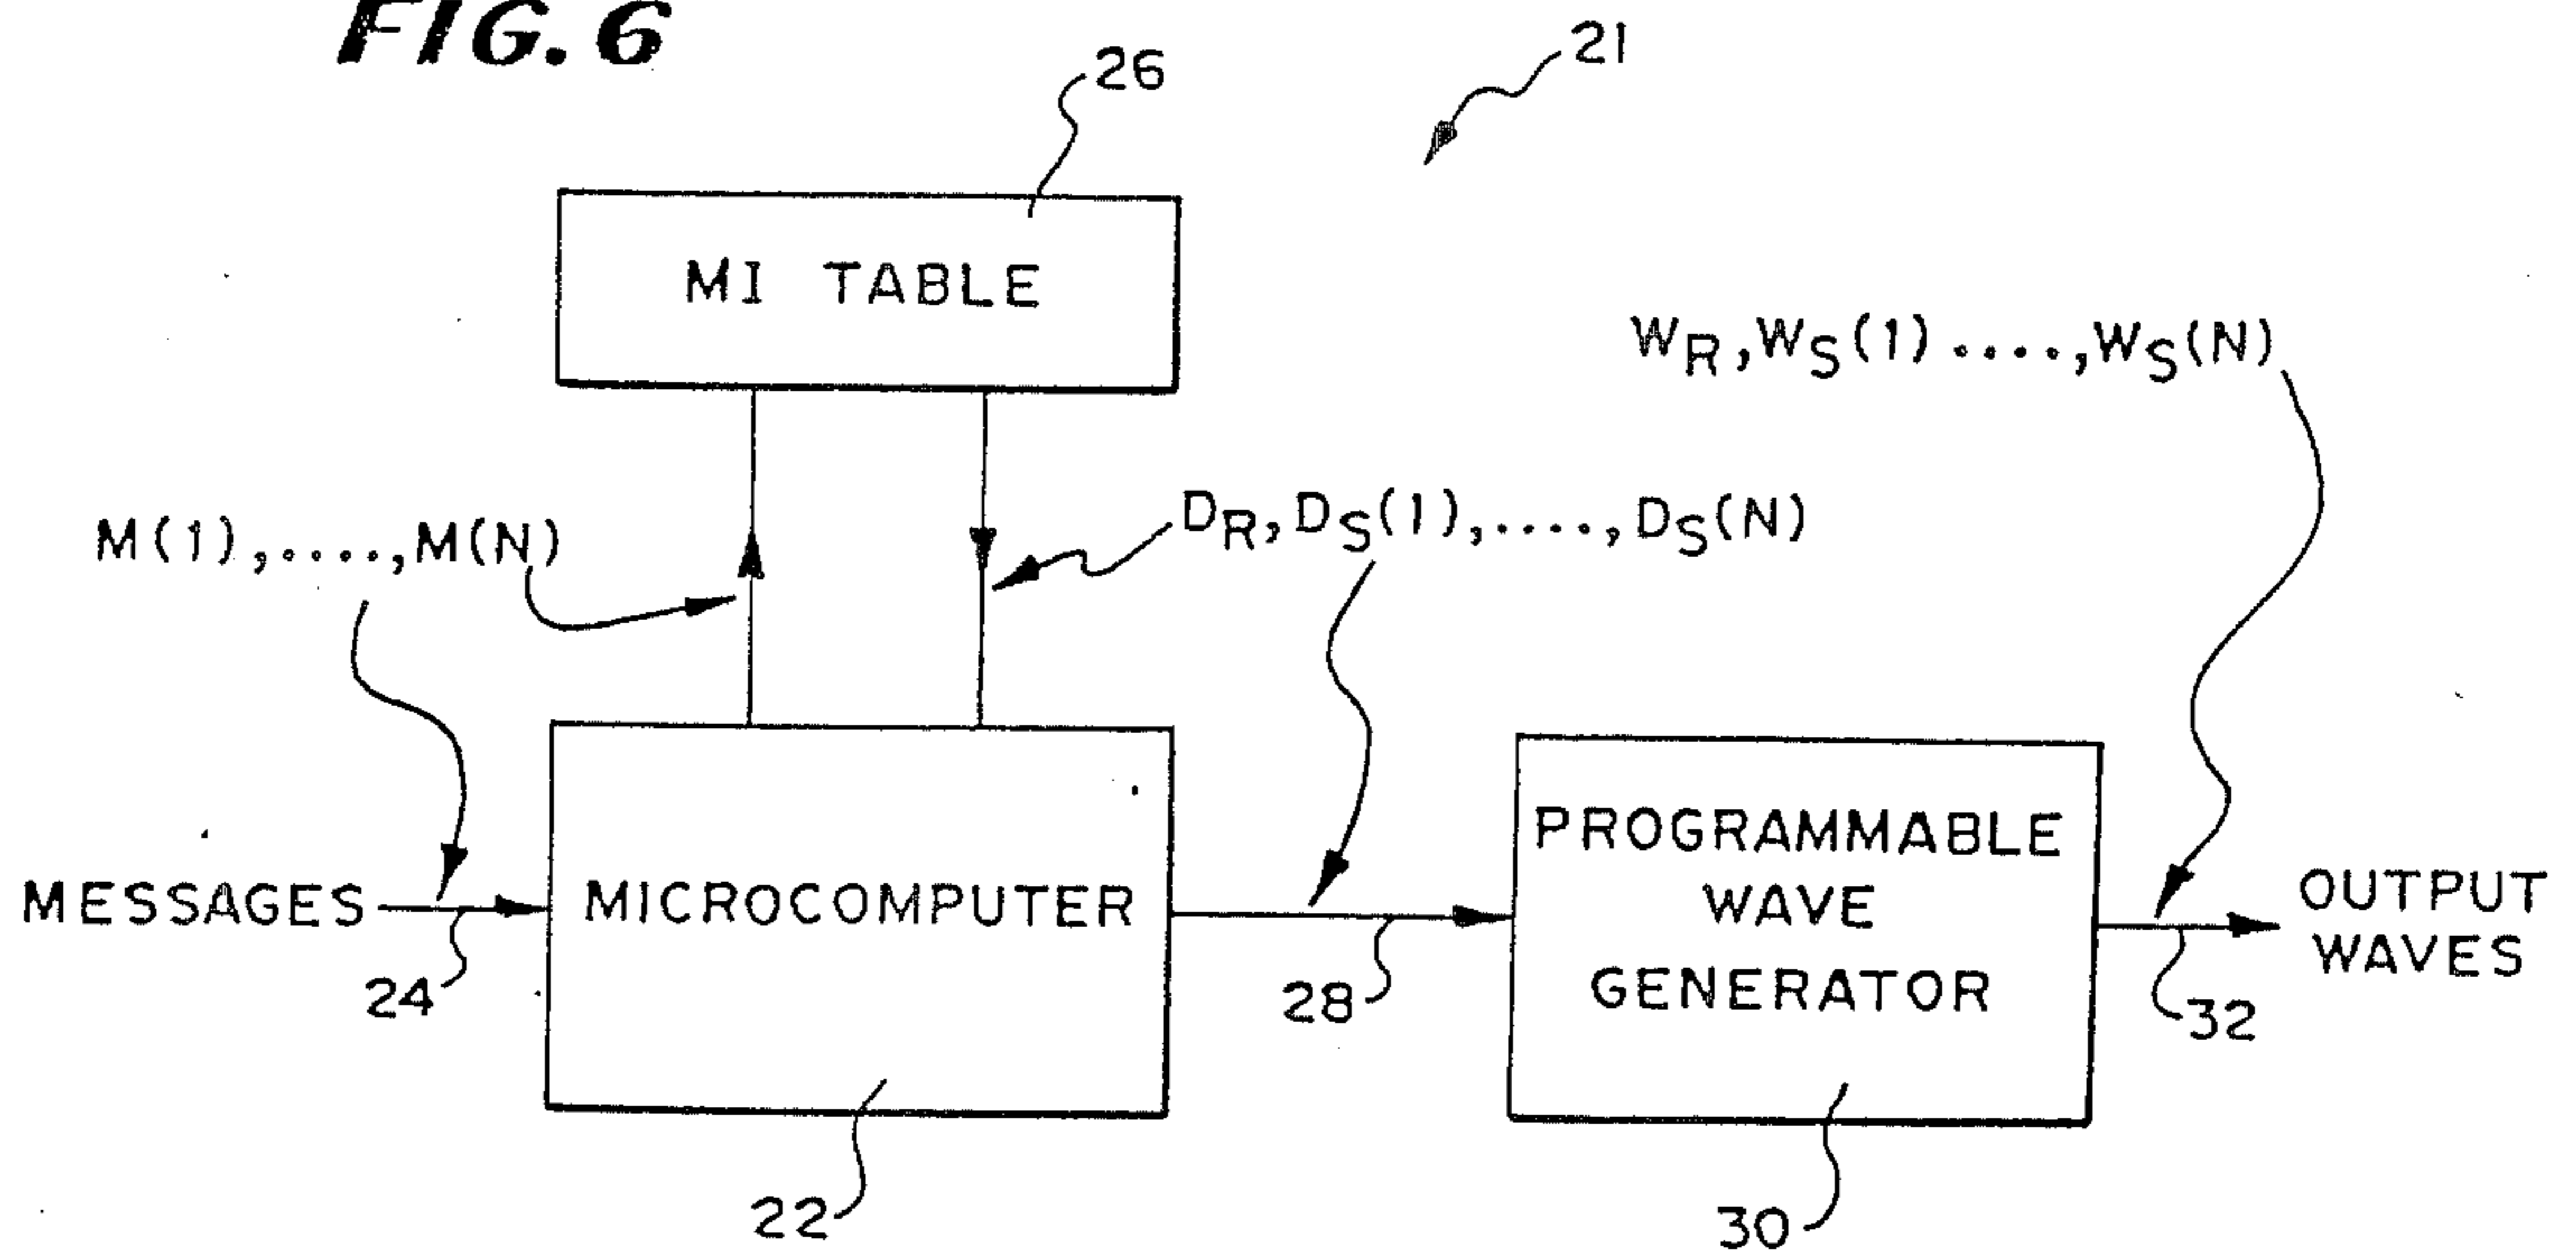 FIG. 6
26
21
MI TABLE
W_R, W_S(1) ...., W_S(N)
M(1), ...., M(N)
D_R, D_S(1), ...., D_S(N)
MESSAGES
24
MICROCOMPUTER
28
PROGRAMMABLE
WAVE
GENERATOR
OUTPUT
WAVES
32
22
30